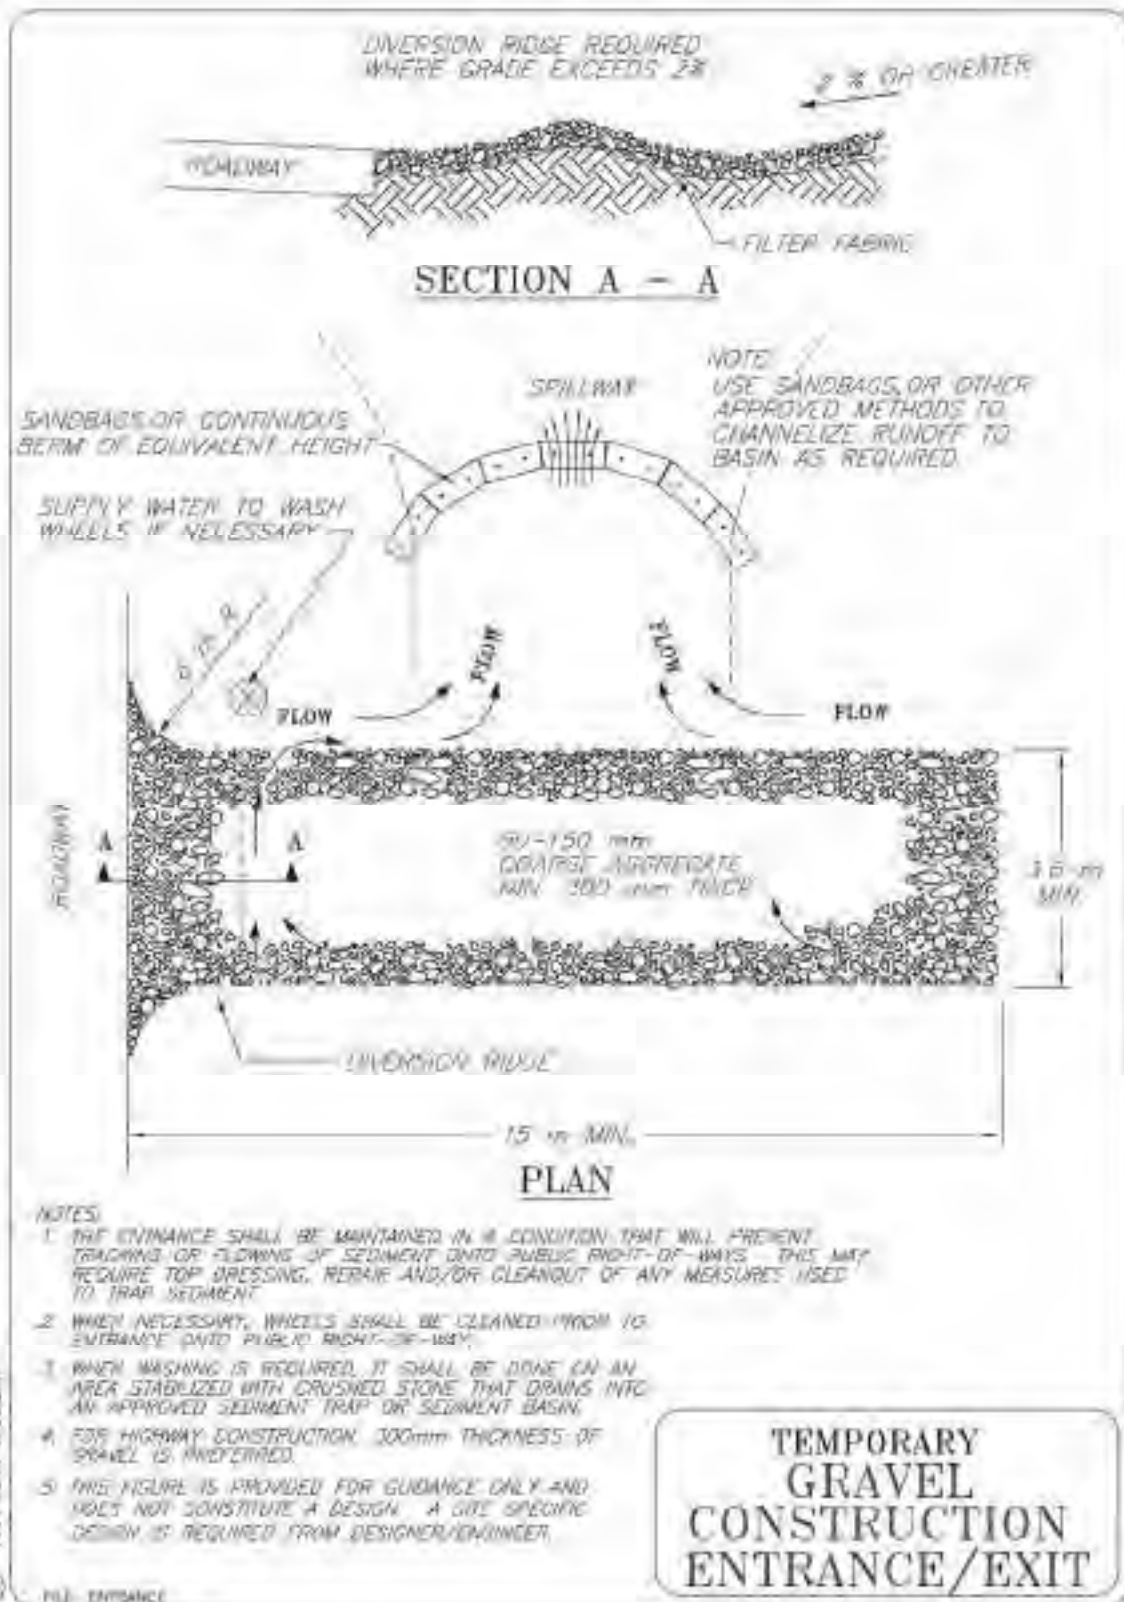 DIVERSION RIDGE REQUIRED
WHERE GRADE EXCEEDS 2%
2 % OR GREATER
ROADWAY
FILTER FABRIC
SECTION A - A
SPILLWAY
NOTE
USE SANDBAGS, OR OTHER
APPROVED METHODS TO
CHANNELIZE RUNOFF TO
BASIN AS REQUIRED.
SANDBAGS OR CONTINUOUS
BERM OF EQUIVALENT HEIGHT
SUPPLY WATER TO WASH
WHEELS IF NECESSARY
6 m R
FLOW
FLOW
FLOW
FLOW
ROADWAY
A
A
50-150 mm
COARSE AGGREGATE
MIN. 300 mm THICK
3.6 m
MIN.
DIVERSION RIDGE
15 m MIN.
PLAN
NOTES:
1. THE ENTRANCE SHALL BE MAINTAINED IN A CONDITION THAT WILL PREVENT
TRACKING OR FLOWING OF SEDIMENT ONTO PUBLIC RIGHT-OF-WAYS. THIS MAY
REQUIRE TOP DRESSING, REPAIR AND/OR CLEANOUT OF ANY MEASURES USED
TO TRAP SEDIMENT.
2. WHEN NECESSARY, WHEELS SHALL BE CLEANED PRIOR TO
ENTRANCE ONTO PUBLIC RIGHT-OF-WAY.
3. WHEN WASHING IS REQUIRED, IT SHALL BE DONE ON AN
AREA STABILIZED WITH CRUSHED STONE THAT DRAINS INTO
AN APPROVED SEDIMENT TRAP OR SEDIMENT BASIN.
4. FOR HIGHWAY CONSTRUCTION, 300mm THICKNESS OF
GRAVEL IS PREFERRED.
5. THIS FIGURE IS PROVIDED FOR GUIDANCE ONLY AND
DOES NOT CONSTITUTE A DESIGN. A SITE SPECIFIC
DESIGN IS REQUIRED FROM DESIGNER/ENGINEER.
FILE: ENTRANCE
TEMPORARY
GRAVEL
CONSTRUCTION
ENTRANCE/EXIT